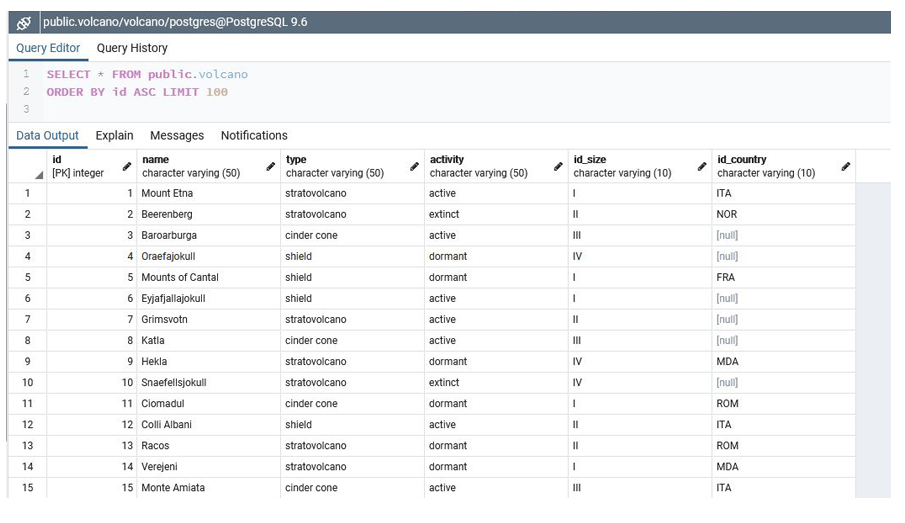 public.volcano/volcano/postgres@PostgreSQL 9.6
Query Editor Query History
1 SELECT * FROM public.volcano
2 ORDER BY id ASC LIMIT 100
3
Data Output Explain Messages Notifications
id name type activity id_size id_country
[PK] integer character varying (50) character varying (50) character varying (50) character varying (10) character varying (10)
1 1 Mount Etna stratovolcano active I ITA
2 2 Beerenberg stratovolcano extinct II NOR
3 3 Baroarburga cinder cone active III [null]
4 4 Oraefajokull shield dormant IV [null]
5 5 Mounts of Cantal shield dormant I FRA
6 6 Eyjafjallajokull shield active I [null]
7 7 Grimsvotn stratovolcano active II [null]
8 8 Katla cinder cone active III [null]
9 9 Hekla stratovolcano dormant IV MDA
10 10 Snaefellsjokull stratovolcano extinct IV [null]
11 11 Ciomadul cinder cone dormant I ROM
12 12 Colli Albani shield active II ITA
13 13 Racos stratovolcano dormant II ROM
14 14 Verejeni stratovolcano dormant I MDA
15 15 Monte Amiata cinder cone active III ITA